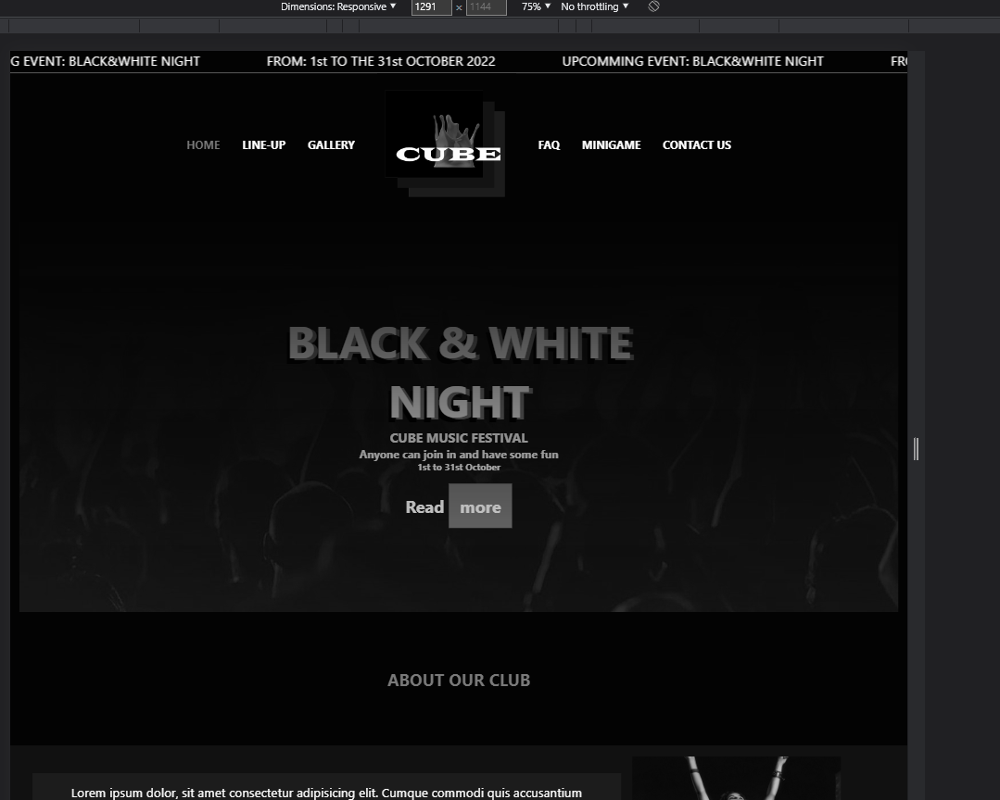 Dimensions: Responsive 1291 x 1144 75% No throttling
G EVENT: BLACK&WHITE NIGHT FROM: 1st TO THE 31st OCTOBER 2022 UPCOMMING EVENT: BLACK&WHITE NIGHT FR
HOME LINE-UP GALLERY CUBE FAQ MINIGAME CONTACT US
BLACK & WHITE
NIGHT
CUBE MUSIC FESTIVAL
Anyone can join in and have some fun
1st to 31st October
Read more
ABOUT OUR CLUB
Lorem ipsum dolor, sit amet consectetur adipisicing elit. Cumque commodi quis accusantium